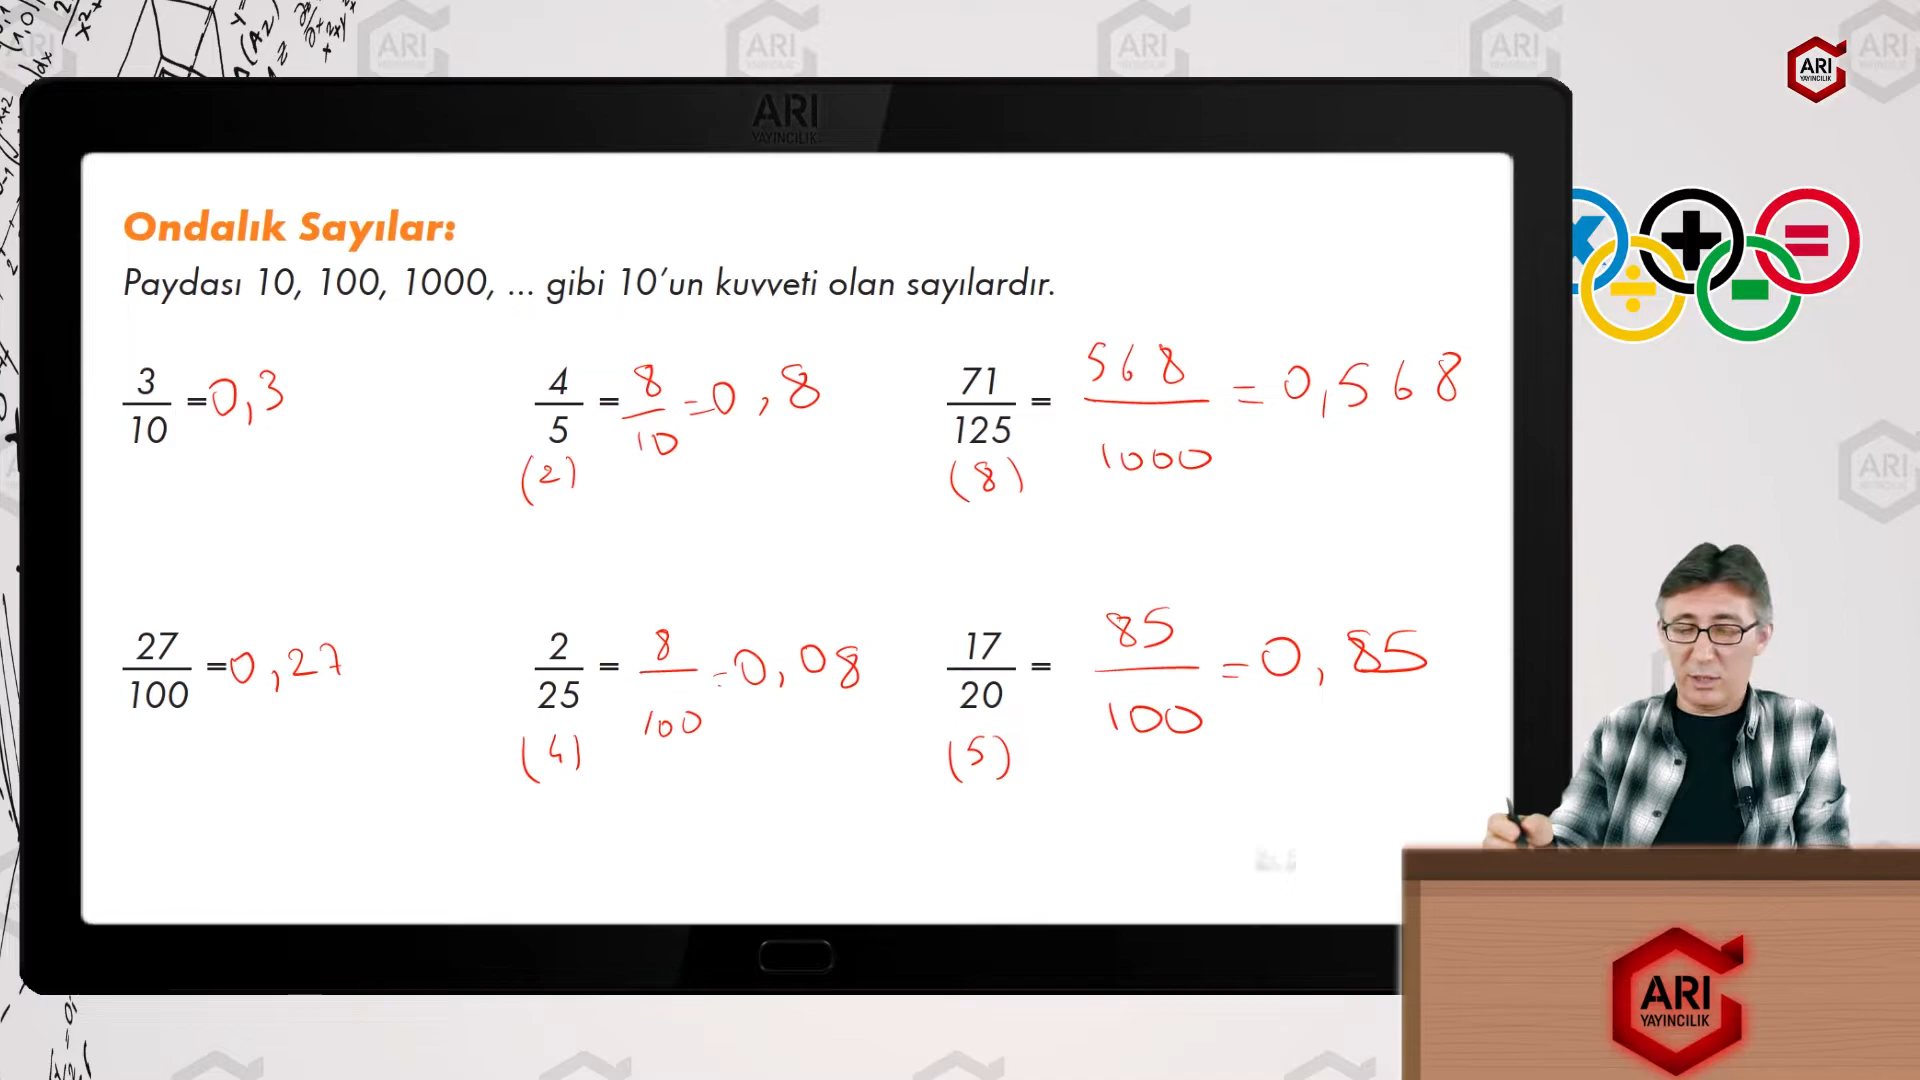 ARI
YAYINCILIK
ARI
YAYINCILIK
Ondalık Sayılar:
Paydası 10, 100, 1000, ... gibi 10'un kuvveti olan sayılardır.
3/10 = 0,3
4/5 = 8/10 = 0,8
(2)
71/125 = 568/1000 = 0,568
(8)
27/100 = 0,27
2/25 = 8/100 = 0,08
(4)
17/20 = 85/100 = 0,85
(5)
ARI
YAYINCILIK